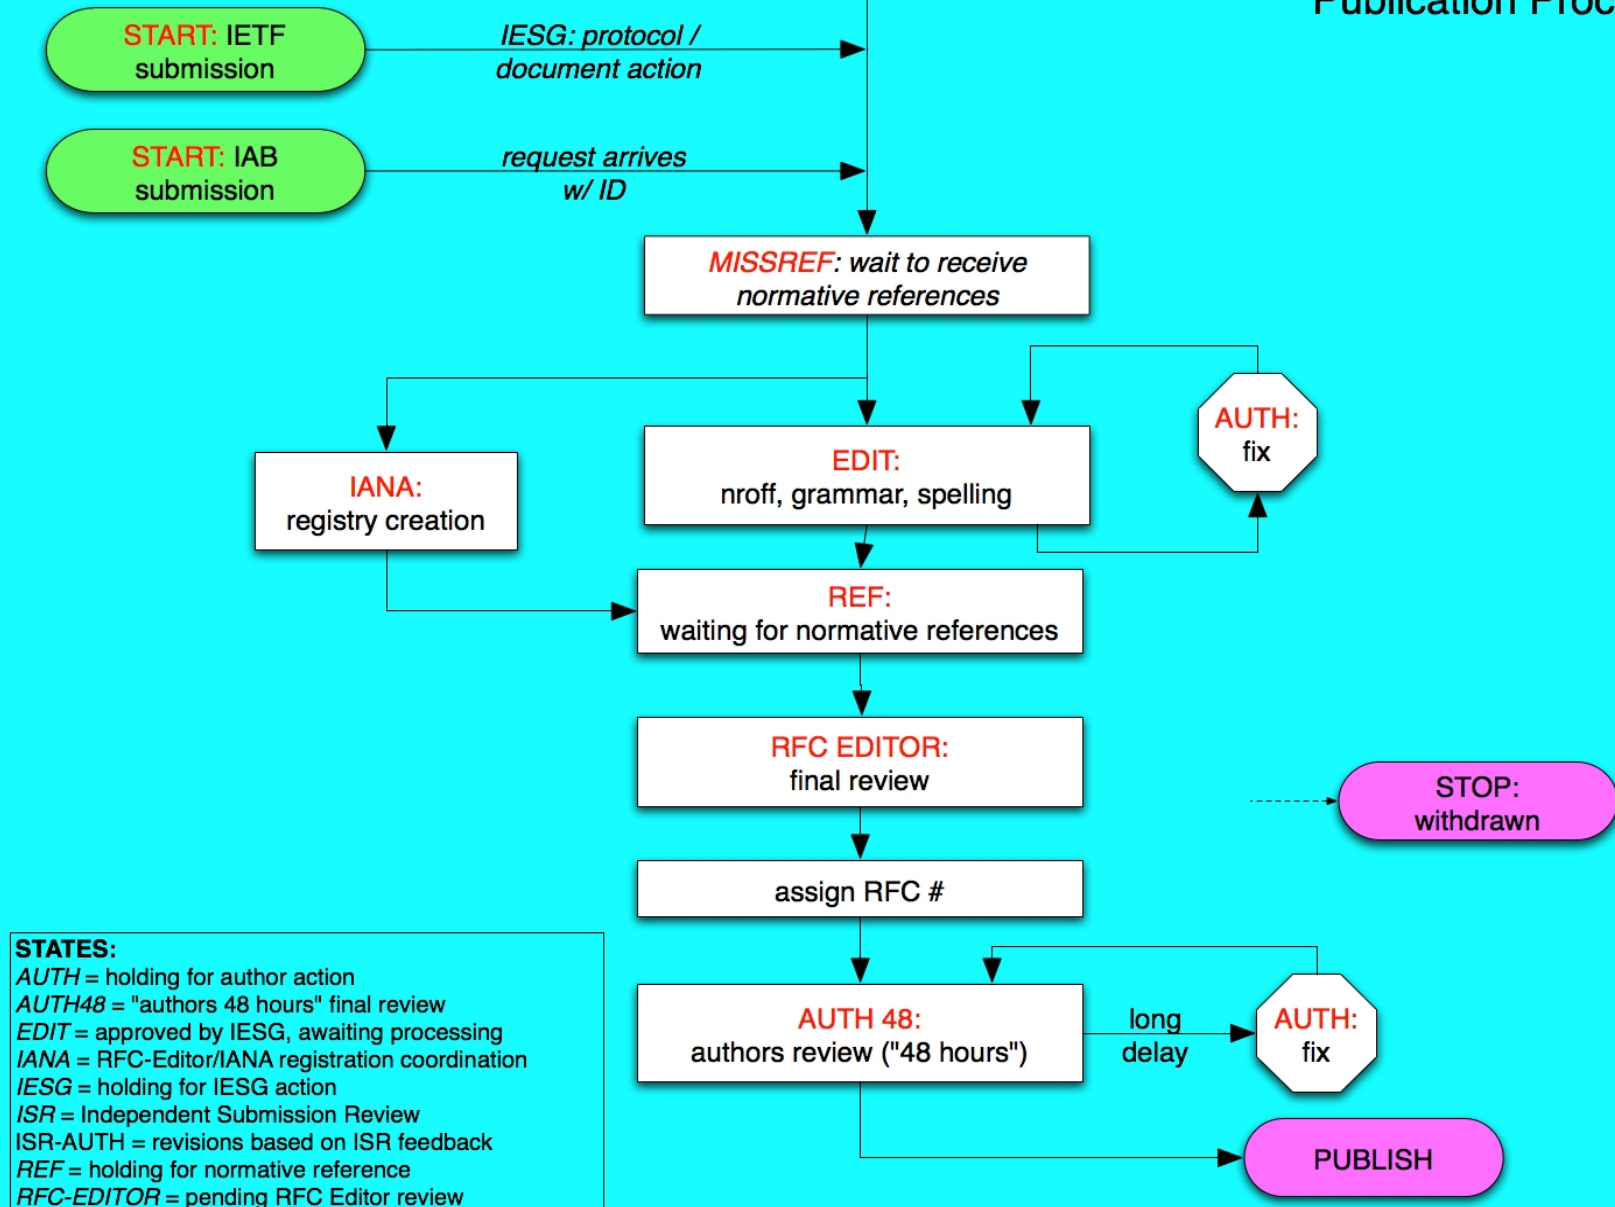 Publication Proc
START: IETF
submission
IESG: protocol /
document action
START: IAB
submission
request arrives
w/ ID
MISSREF: wait to receive
normative references
AUTH:
fix
EDIT:
nroff, grammar, spelling
IANA:
registry creation
REF:
waiting for normative references
RFC EDITOR:
final review
STOP:
withdrawn
assign RFC #
AUTH 48:
authors review ("48 hours")
long
delay
AUTH:
fix
PUBLISH
STATES:
AUTH = holding for author action
AUTH48 = "authors 48 hours" final review
EDIT = approved by IESG, awaiting processing
IANA = RFC-Editor/IANA registration coordination
IESG = holding for IESG action
ISR = Independent Submission Review
ISR-AUTH = revisions based on ISR feedback
REF = holding for normative reference
RFC-EDITOR = pending RFC Editor review